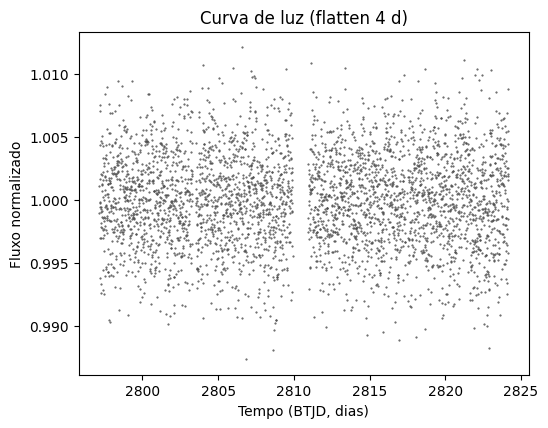 Curva de luz (flatten 4 d)
Fluxo normalizado
1.010
1.005
1.000
0.995
0.990
2800 2805 2810 2815 2820 2825
Tempo (BTJD, dias)